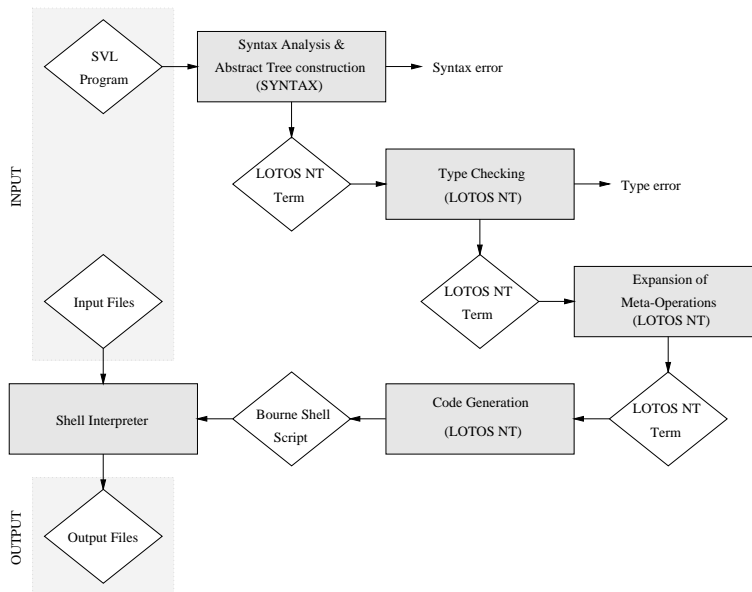 SVL
Program
Syntax Analysis &
Abstract Tree construction
(SYNTAX)
Syntax error
INPUT
LOTOS NT
Term
Type Checking
(LOTOS NT)
Type error
Input Files
LOTOS NT
Term
Expansion of
Meta-Operations
(LOTOS NT)
Shell Interpreter
Bourne Shell
Script
Code Generation
(LOTOS NT)
LOTOS NT
Term
OUTPUT
Output Files